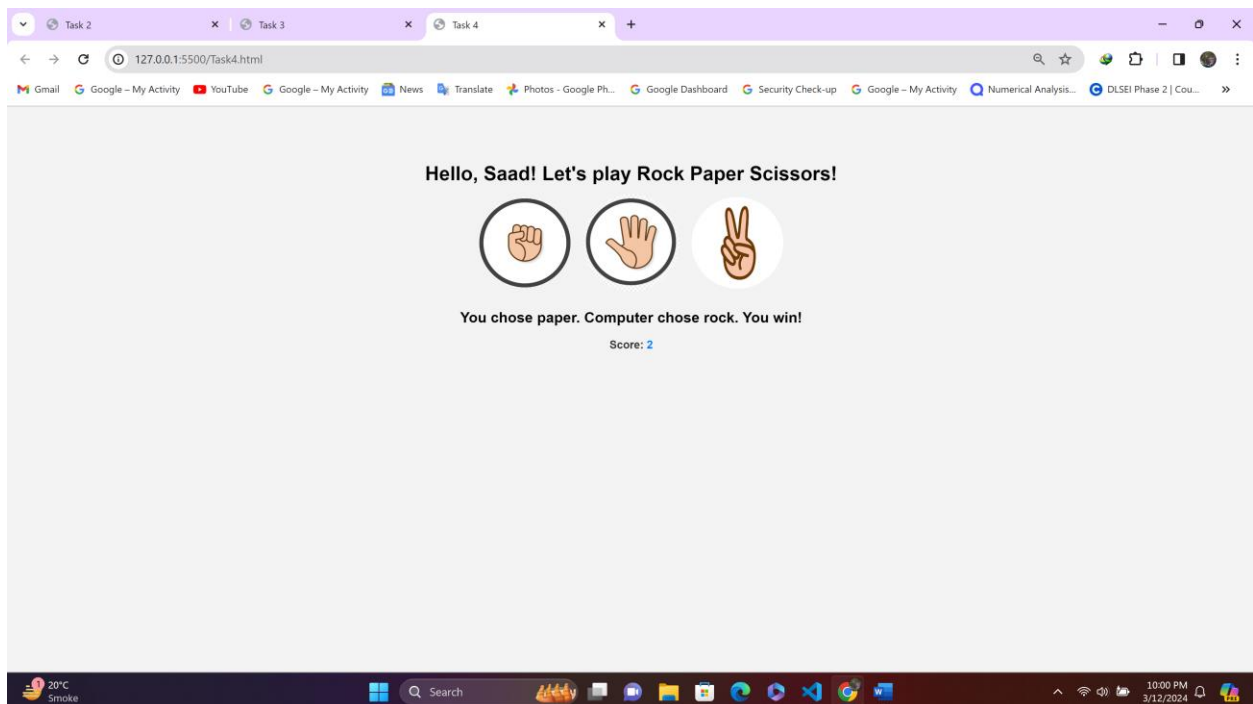 Task 2
Task 3
Task 4
127.0.0.1:5500/Task4.html
Gmail
Google – My Activity
YouTube
Google – My Activity
News
Translate
Photos - Google Ph...
Google Dashboard
Security Check-up
Google – My Activity
Numerical Analysis...
DLSEI Phase 2 | Cou...
Hello, Saad! Let's play Rock Paper Scissors!
You chose paper. Computer chose rock. You win!
Score: 2
1
20°C
Smoke
Search
10:00 PM
3/12/2024